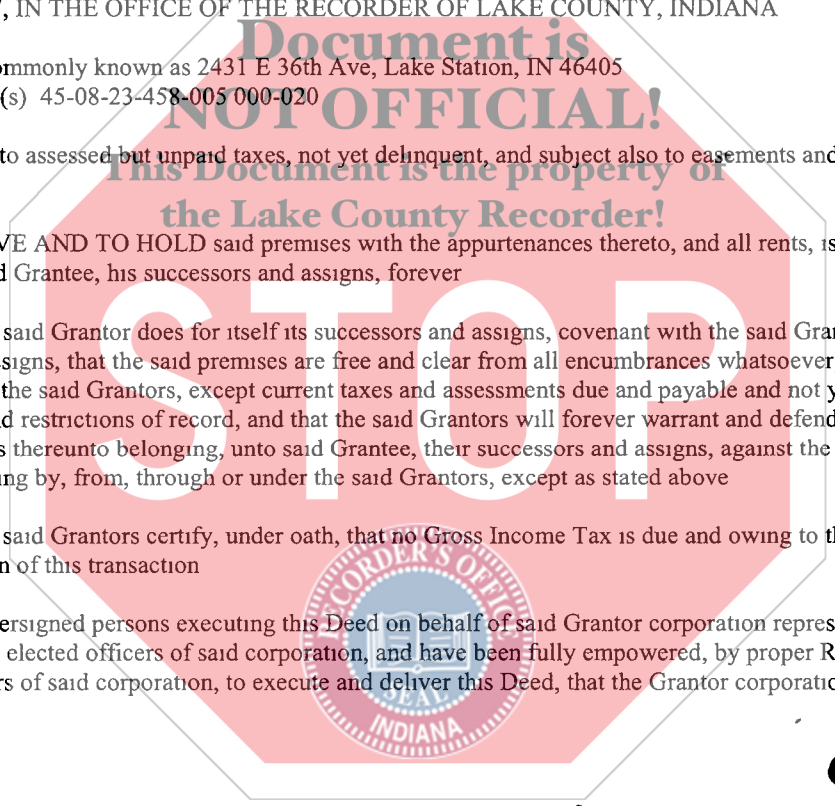 , IN THE OFFICE OF THE RECORDER OF LAKE COUNTY, INDIANA
Document is
ommonly known as 2431 E 36th Ave, Lake Station, IN 46405
(s) 45-08-23-458-005 000-020
NOT OFFICIAL!
to assessed but unpaid taxes, not yet delinquent, and subject also to easements and
This Document is the property of
the Lake County Recorder!
VE AND TO HOLD said premises with the appurtenances thereto, and all rents, is
d Grantee, his successors and assigns, forever
STOP
said Grantor does for itself its successors and assigns, covenant with the said Gra
signs, that the said premises are free and clear from all encumbrances whatsoever
the said Grantors, except current taxes and assessments due and payable and not y
d restrictions of record, and that the said Grantors will forever warrant and defend
s thereunto belonging, unto said Grantee, their successors and assigns, against the
ng by, from, through or under the said Grantors, except as stated above
said Grantors certify, under oath, that no Gross Income Tax is due and owing to t
n of this transaction
RECORDER'S OFFICE
ersigned persons executing this Deed on behalf of said Grantor corporation repres
elected officers of said corporation, and have been fully empowered, by proper R
rs of said corporation, to execute and deliver this Deed, that the Grantor corporatio
SEAL
INDIANA